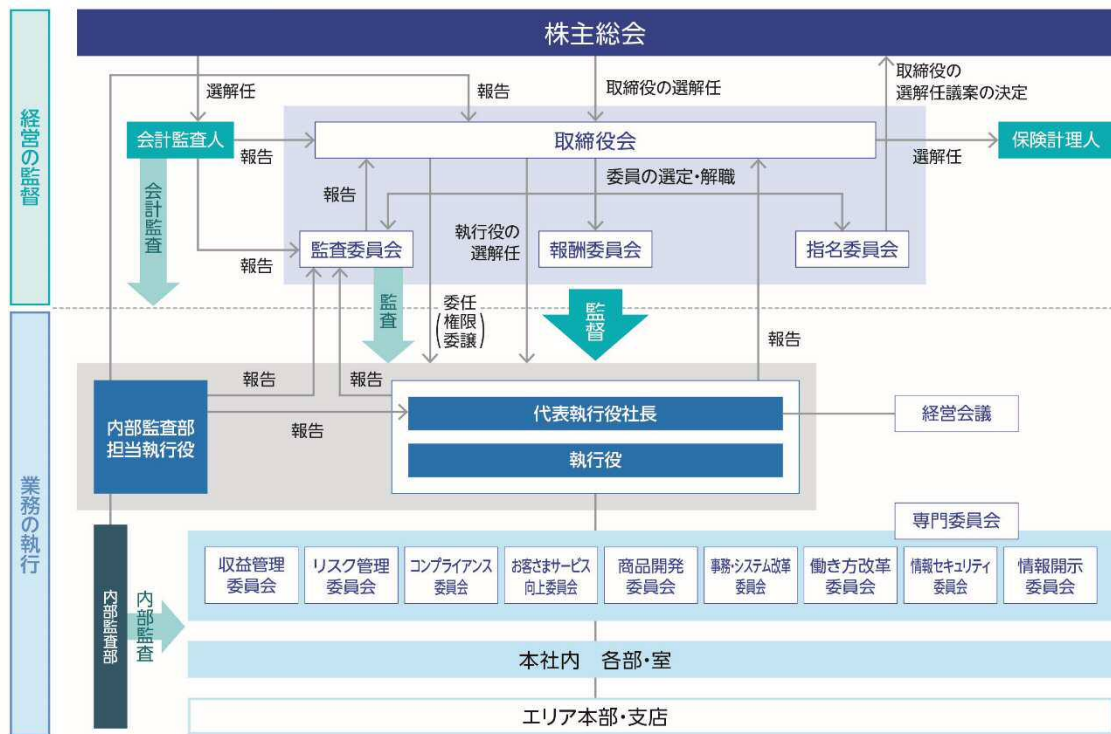 株主総会
経営の監督
選解任
報告
取締役の選解任
取締役の
選解任議案の決定
会計監査人
報告
取締役会
選解任
保険計理人
会計監査
報告
委員の選定・解職
監査委員会
報告
執行役の
選解任
報酬委員会
指名委員会
監査
委任
(権限
委譲)
監督
報告
業務の執行
内部監査部
担当執行役
報告
報告
報告
代表執行役社長
執行役
経営会議
専門委員会
収益管理
委員会
リスク管理
委員会
コンプライアンス
委員会
お客さまサービス
向上委員会
商品開発
委員会
事務・システム改革
委員会
働き方改革
委員会
情報セキュリティ
委員会
情報開示
委員会
内部監査部
内部監査
本社内 各部・室
エリア本部・支店